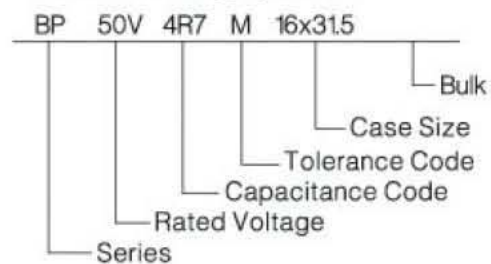 BP 50V 4R7 M 16x31.5
Bulk
Case Size
Tolerance Code
Capacitance Code
Rated Voltage
Series